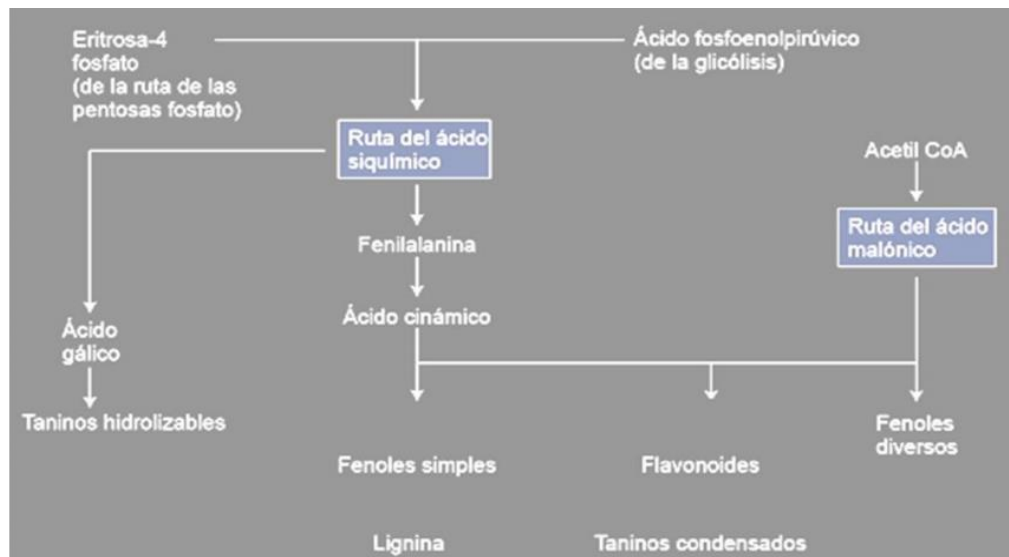 Eritrosa-4
fosfato
(de la ruta de las
pentosas fosfato)
Ácido fosfoenolpirúvico
(de la glicólisis)
Ruta del ácido
siquímico
Acetil CoA
Ruta del ácido
malónico
Fenilalanina
Ácido cinámico
Ácido
gálico
Taninos hidrolizables
Fenoles
diversos
Fenoles simples
Flavonoides
Lignina
Taninos condensados